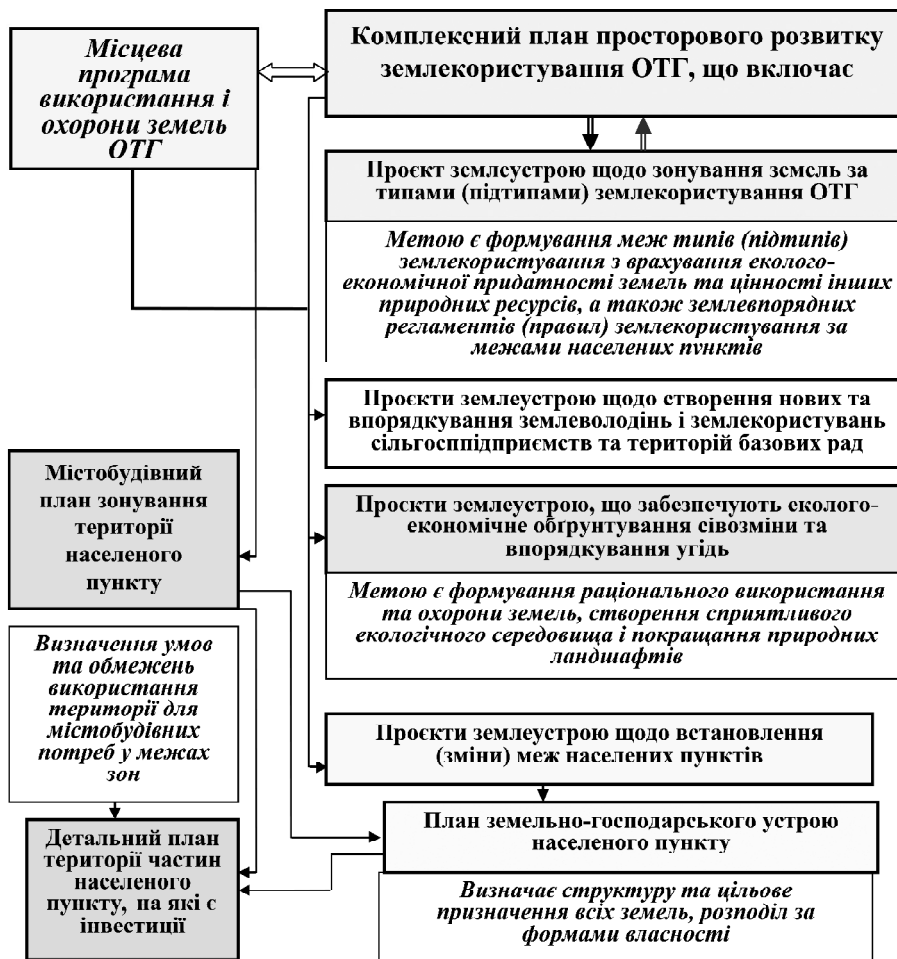 Місцева
програма
використання і
охорони земель
ОТГ
Комплексний план просторового розвитку
землекористування ОТГ, що включає
Проєкт землеустрою щодо зонування земель за
типами (підтипами) землекористування ОТГ
Метою є формування меж типів (підтипів)
землекористування з врахування еколого-
економічної придатності земель та цінності інших
природних ресурсів, а також землевпорядних
регламентів (правил) землекористування за
межами населених пунктів
Проєкти землеустрою щодо створення нових та
впорядкування землеволодінь і землекористувань
сільгосппідприємств та територій базових рад
Містобудівний
план зонування
території
населеного
пункту
Проєкти землеустрою, що забезпечують еколого-
економічне обґрунтування сівозміни та
впорядкування угідь
Метою є формування раціонального використання
та охорони земель, створення сприятливого
екологічного середовища і покращання природних
ландшафтів
Визначення умов
та обмежень
використання
території для
містобудівних
потреб у межах
зон
Проєкти землеустрою щодо встановлення
(зміни) меж населених пунктів
Детальний план
території частин
населеного
пункту, на які є
інвестиції
План земельно-господарського устрою
населеного пункту
Визначає структуру та цільове
призначення всіх земель, розподіл за
формами власності